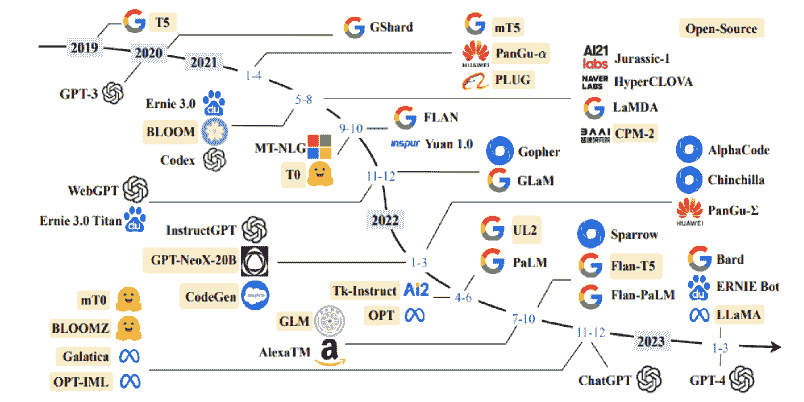 T5
GShard
mT5
Open-Source
2019
2020
2021
1-4
PanGu-α
HUAWEI
PLUG
AI21
labs
Jurassic-1
NAVER
LABS
HyperCLOVA
GPT-3
Ernie 3.0
5-8
LaMDA
BLOOM
9-10
FLAN
BAAI
CPM-2
Codex
MT-NLG
inspur
Yuan 1.0
T0
Gopher
AlphaCode
WebGPT
11-12
GLaM
Chinchilla
Ernie 3.0 Titan
2022
HUAWEI
PanGu-Σ
InstructGPT
UL2
Sparrow
GPT-NeoX-20B
1-3
PaLM
Flan-T5
Bard
CodeGen
Tk-Instruct
AI2
4-6
Flan-PaLM
ERNIE Bot
mT0
GLM
OPT
7-10
LLaMA
BLOOMZ
AlexaTM
a
11-12
2023
1-3
Galatica
OPT-IML
ChatGPT
GPT-4